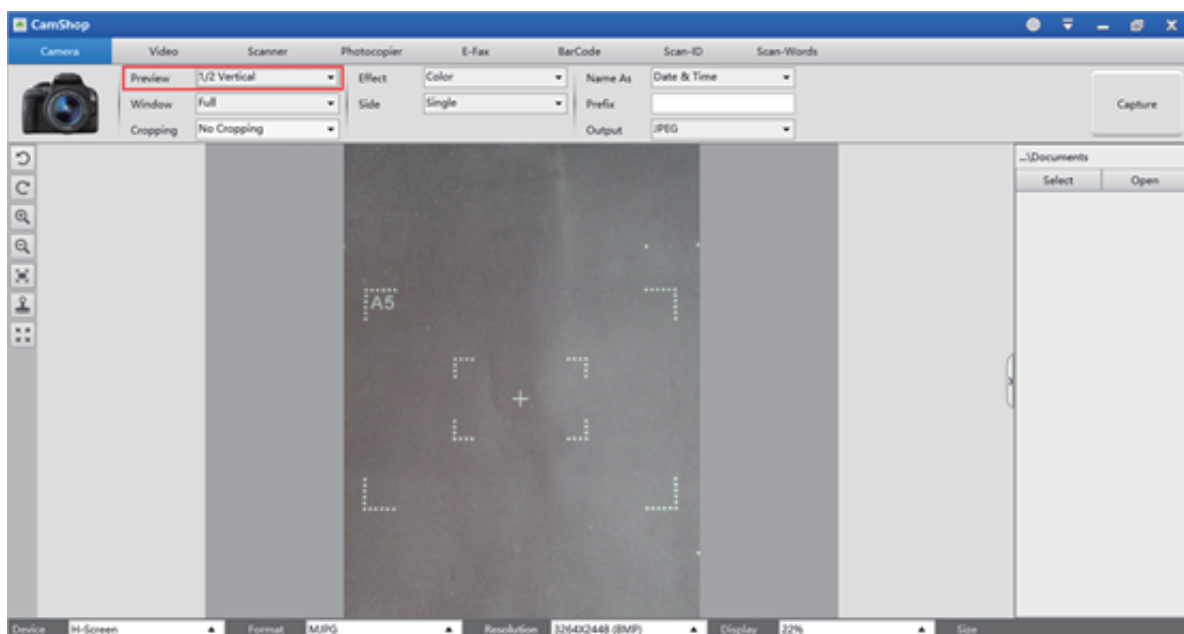 CamShop
Camera Video Scanner Photocopier E-Fax BarCode Scan-ID Scan-Words
Preview 1/2 Vertical Effect Color Name As Date & Time
Window Full Side Single Prefix Capture
Cropping No Cropping Output JPEG
...\Documents
Select Open
A5
Device H-Screen Format MJPG Resolution 3264X2448 (8MP) Display 22% Size